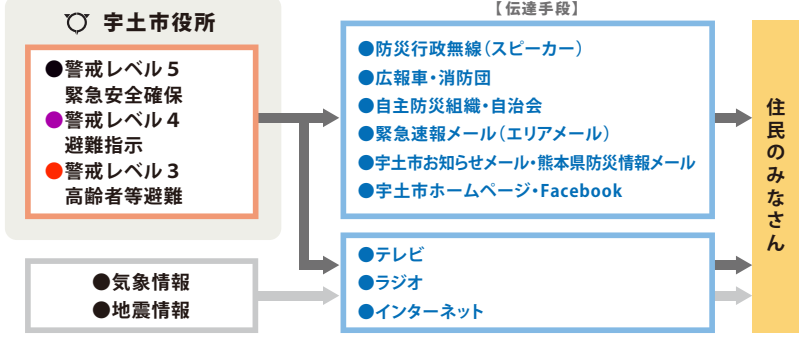 【伝達手段】
宇土市役所
●警戒レベル5
緊急安全確保
●警戒レベル4
避難指示
●警戒レベル3
高齢者等避難
●気象情報
●地震情報
●防災行政無線(スピーカー)
●広報車・消防団
●自主防災組織・自治会
●緊急速報メール(エリアメール)
●宇土市お知らせメール・熊本県防災情報メール
●宇土市ホームページ・Facebook
●テレビ
●ラジオ
●インターネット
住民のみなさん